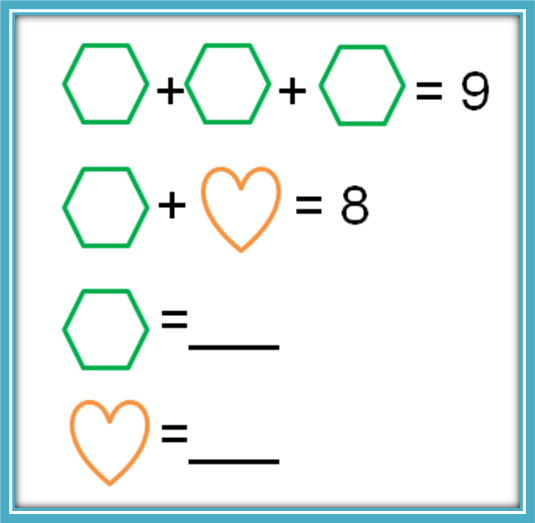 + + = 9
+ = 8
= ___
= ___